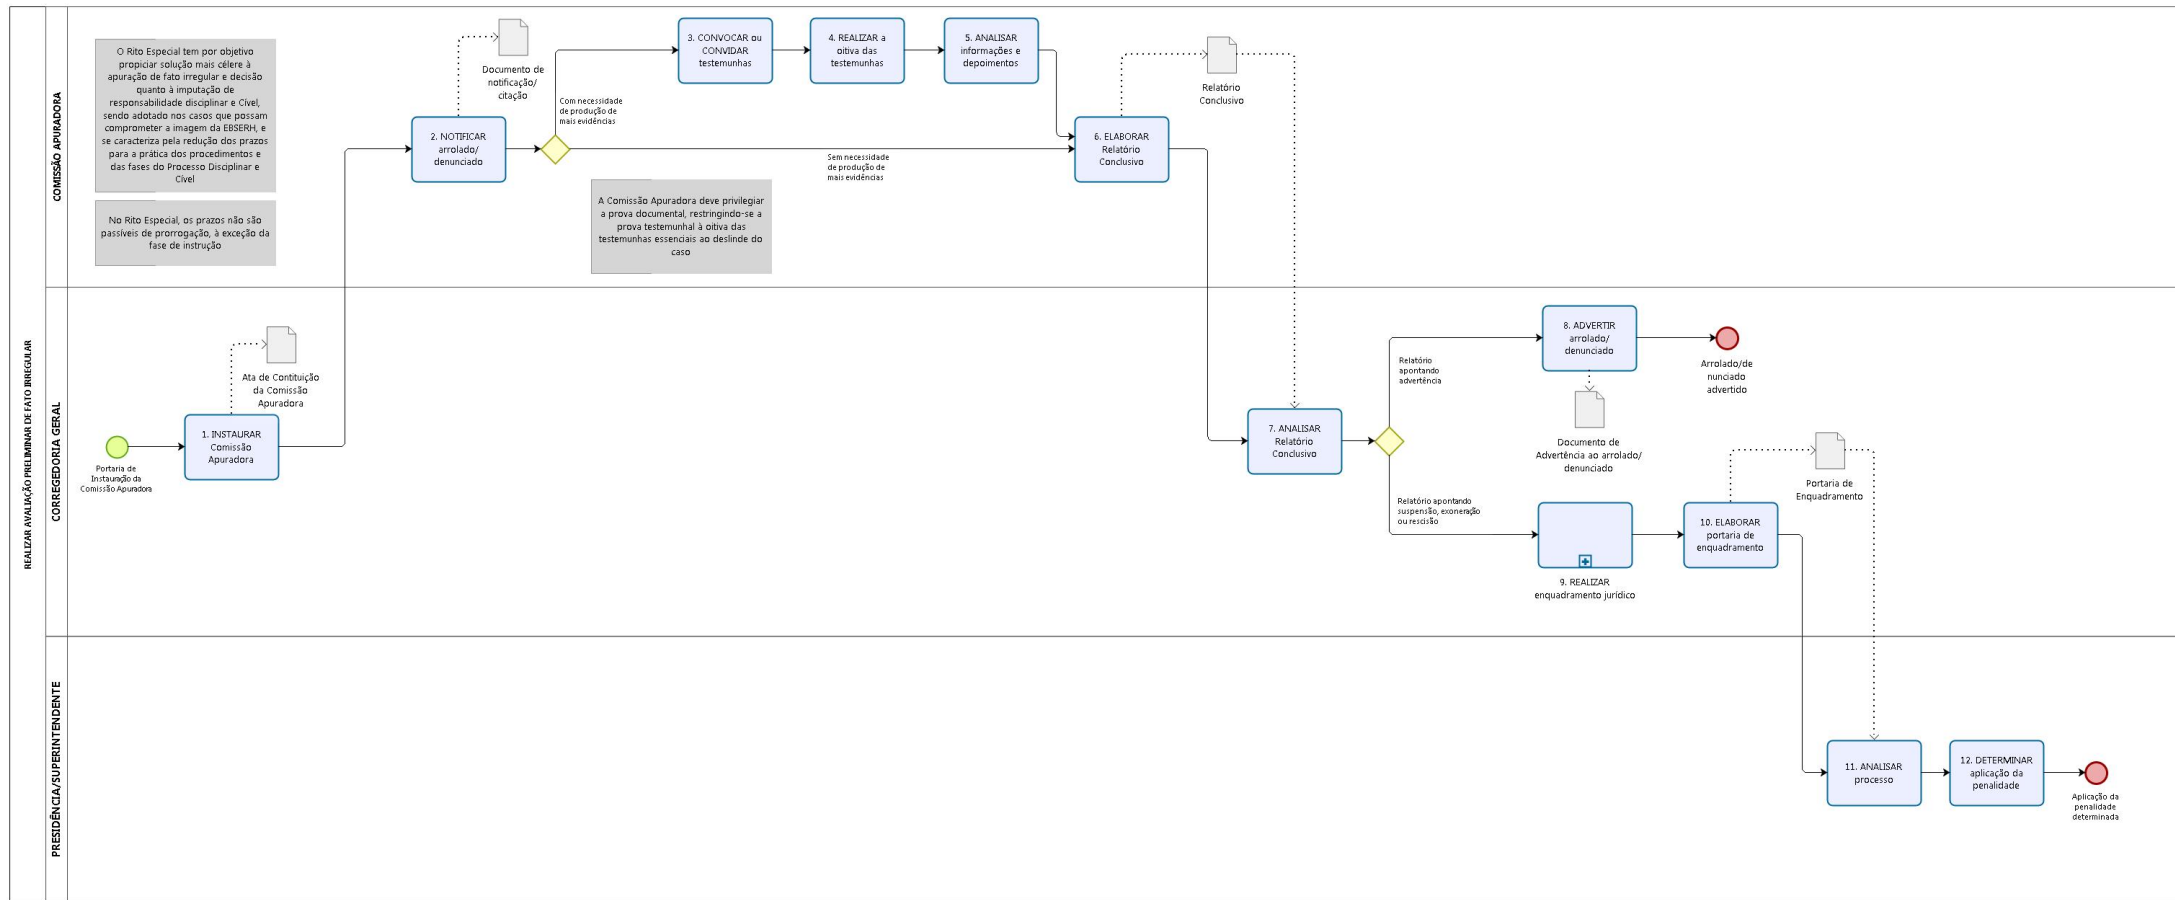 REALIZAR AVALIAÇÃO PRELIMINAR DE FATO IRREGULAR
COMISSÃO APURADORA
O Rito Especial tem por objetivo
propiciar solução mais célere à
apuração de fato irregular e decisão
quanto à imputação de
responsabilidade disciplinar e Cível,
sendo adotado nos casos que possam
comprometer a imagem da EBSERH, e
se caracteriza pela redução dos prazos
para a prática dos procedimentos e
das fases do Processo Disciplinar e
Cível
No Rito Especial, os prazos não são
passíveis de prorrogação, à exceção da
fase de instrução
2. NOTIFICAR
arrolado/
denunciado
Documento de
notificação/
citação
Com necessidade
de produção de
mais evidências
3. CONVOCAR ou
CONVIDAR
testemunhas
4. REALIZAR a
oitiva das
testemunhas
5. ANALISAR
informações e
depoimentos
Sem necessidade
de produção de
mais evidências
A Comissão Apuradora deve privilegiar
a prova documental, restringindo-se a
prova testemunhal à oitiva das
testemunhas essenciais ao deslinde do
caso
6. ELABORAR
Relatório
Conclusivo
Relatório
Conclusivo
CORREGEDORIA GERAL
Portaria de
Instauração da
Comissão Apuradora
1. INSTAURAR
Comissão
Apuradora
Ata de Contituição
da Comissão
Apuradora
7. ANALISAR
Relatório
Conclusivo
Relatório
apontando
advertência
8. ADVERTIR
arrolado/
denunciado
Arrolado/de
nunciado
advertido
Documento de
Advertência ao arrolado/
denunciado
Relatório apontando
suspensão, exoneração
ou rescisão
9. REALIZAR
enquadramento jurídico
10. ELABORAR
portaria de
enquadramento
Portaria de
Enquadramento
PRESIDÊNCIA/SUPERINTENDENTE
11. ANALISAR
processo
12. DETERMINAR
aplicação da
penalidade
Aplicação da
penalidade
determinada